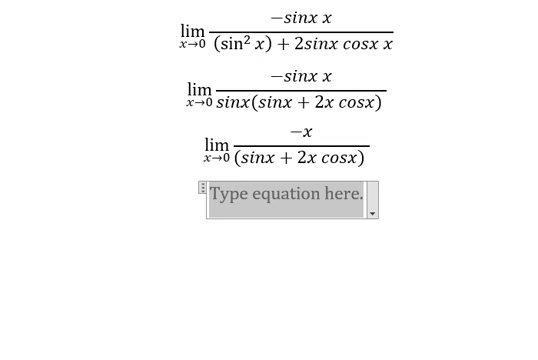 lim x→0 −sinx x / (sin² x) + 2sinx cosx x
lim x→0 −sinx x / sinx(sinx + 2x cosx)
lim x→0 −x / (sinx + 2x cosx)
Type equation here.